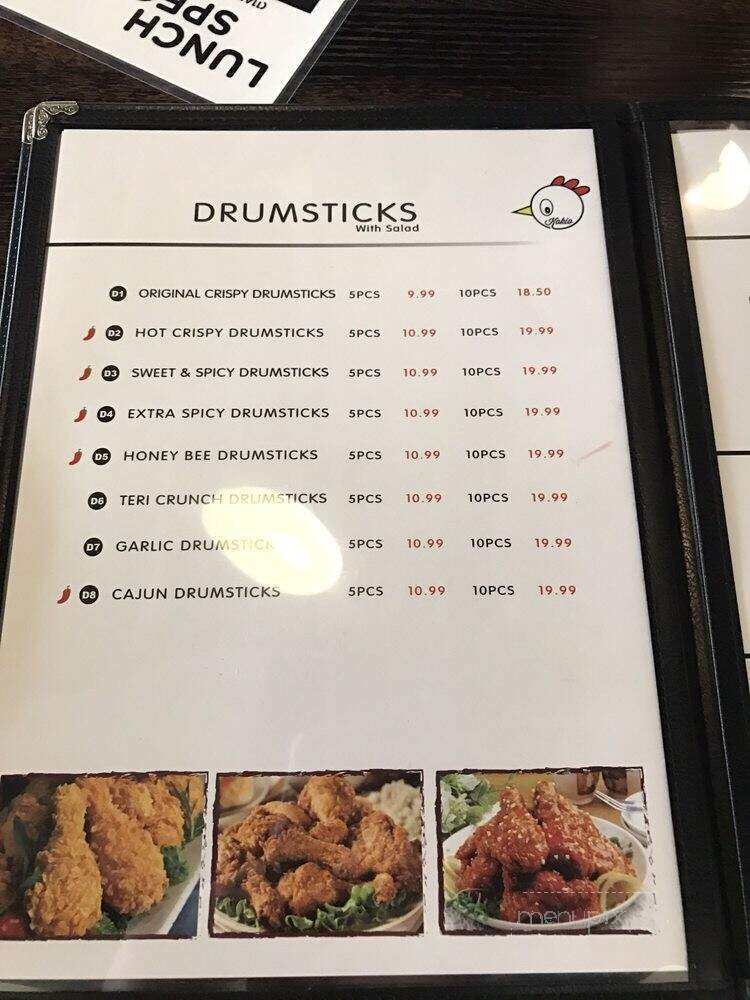 LUNCH
SPEC
DRUMSTICKS
With Salad
Kokio
D1 ORIGINAL CRISPY DRUMSTICKS 5PCS 9.99 10PCS 18.50
D2 HOT CRISPY DRUMSTICKS 5PCS 10.99 10PCS 19.99
D3 SWEET & SPICY DRUMSTICKS 5PCS 10.99 10PCS 19.99
D4 EXTRA SPICY DRUMSTICKS 5PCS 10.99 10PCS 19.99
D5 HONEY BEE DRUMSTICKS 5PCS 10.99 10PCS 19.99
D6 TERI CRUNCH DRUMSTICKS 5PCS 10.99 10PCS 19.99
D7 GARLIC DRUMSTICK 5PCS 10.99 10PCS 19.99
D8 CAJUN DRUMSTICKS 5PCS 10.99 10PCS 19.99
menupix